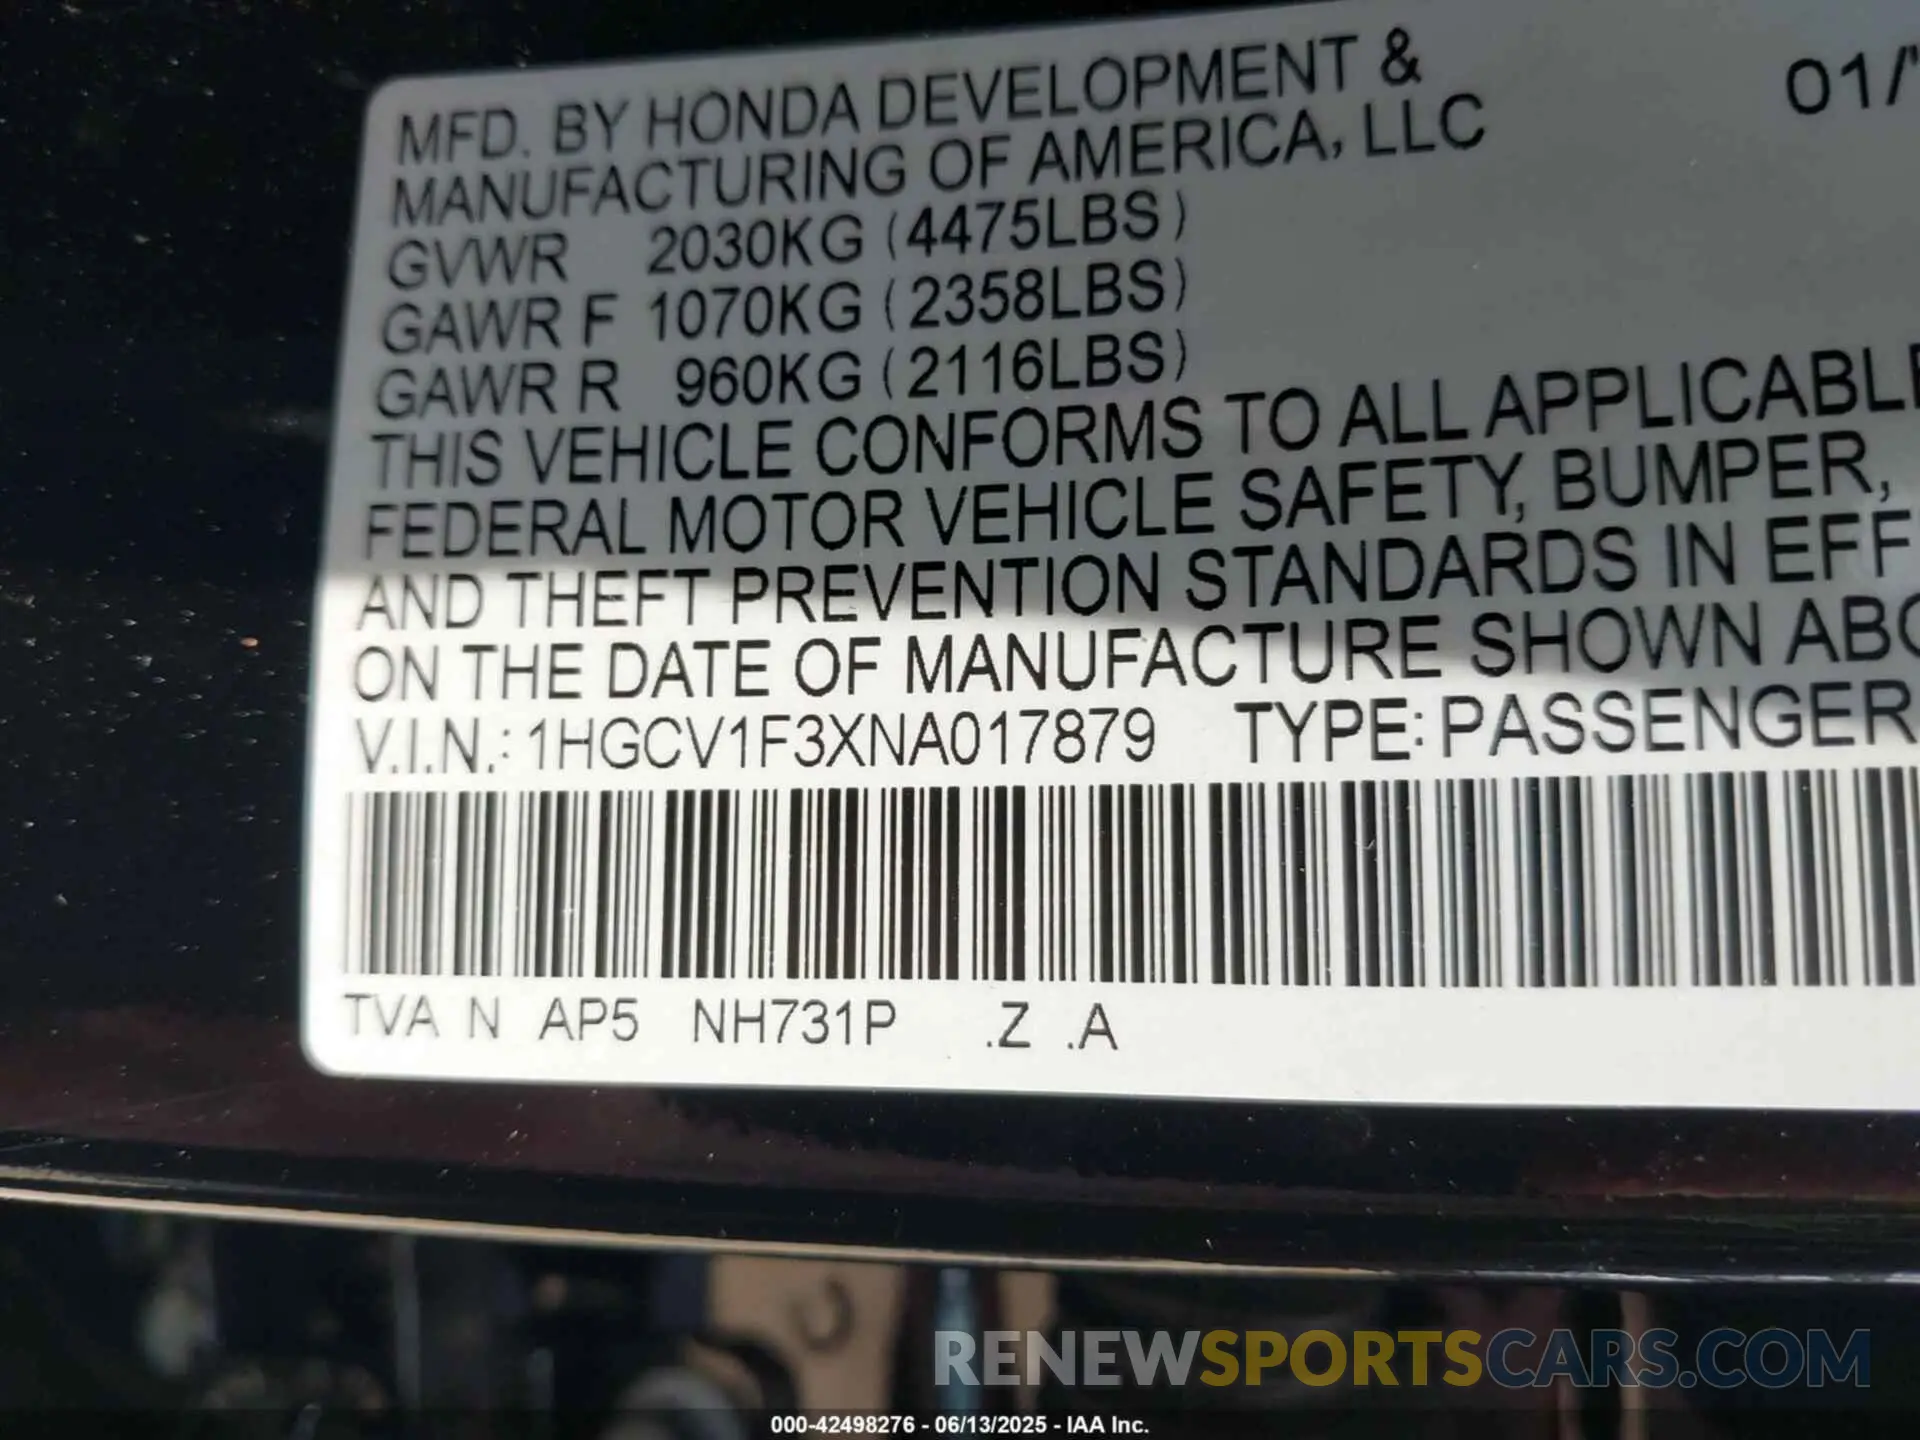 MFD. BY HONDA DEVELOPMENT & 01/
MANUFACTURING OF AMERICA, LLC
GVWR 2030KG (4475LBS)
GAWR F 1070KG (2358LBS)
GAWR R 960KG (2116LBS)
THIS VEHICLE CONFORMS TO ALL APPLICABLE
FEDERAL MOTOR VEHICLE SAFETY, BUMPER,
AND THEFT PREVENTION STANDARDS IN EFF
ON THE DATE OF MANUFACTURE SHOWN ABO
V.I.N.: 1HGCV1F3XNA017879 TYPE: PASSENGER
TVA N AP5 NH731P .Z .A
RENEWSPORTSCARS.COM
000-42498276 - 06/13/2025 - IAA Inc.